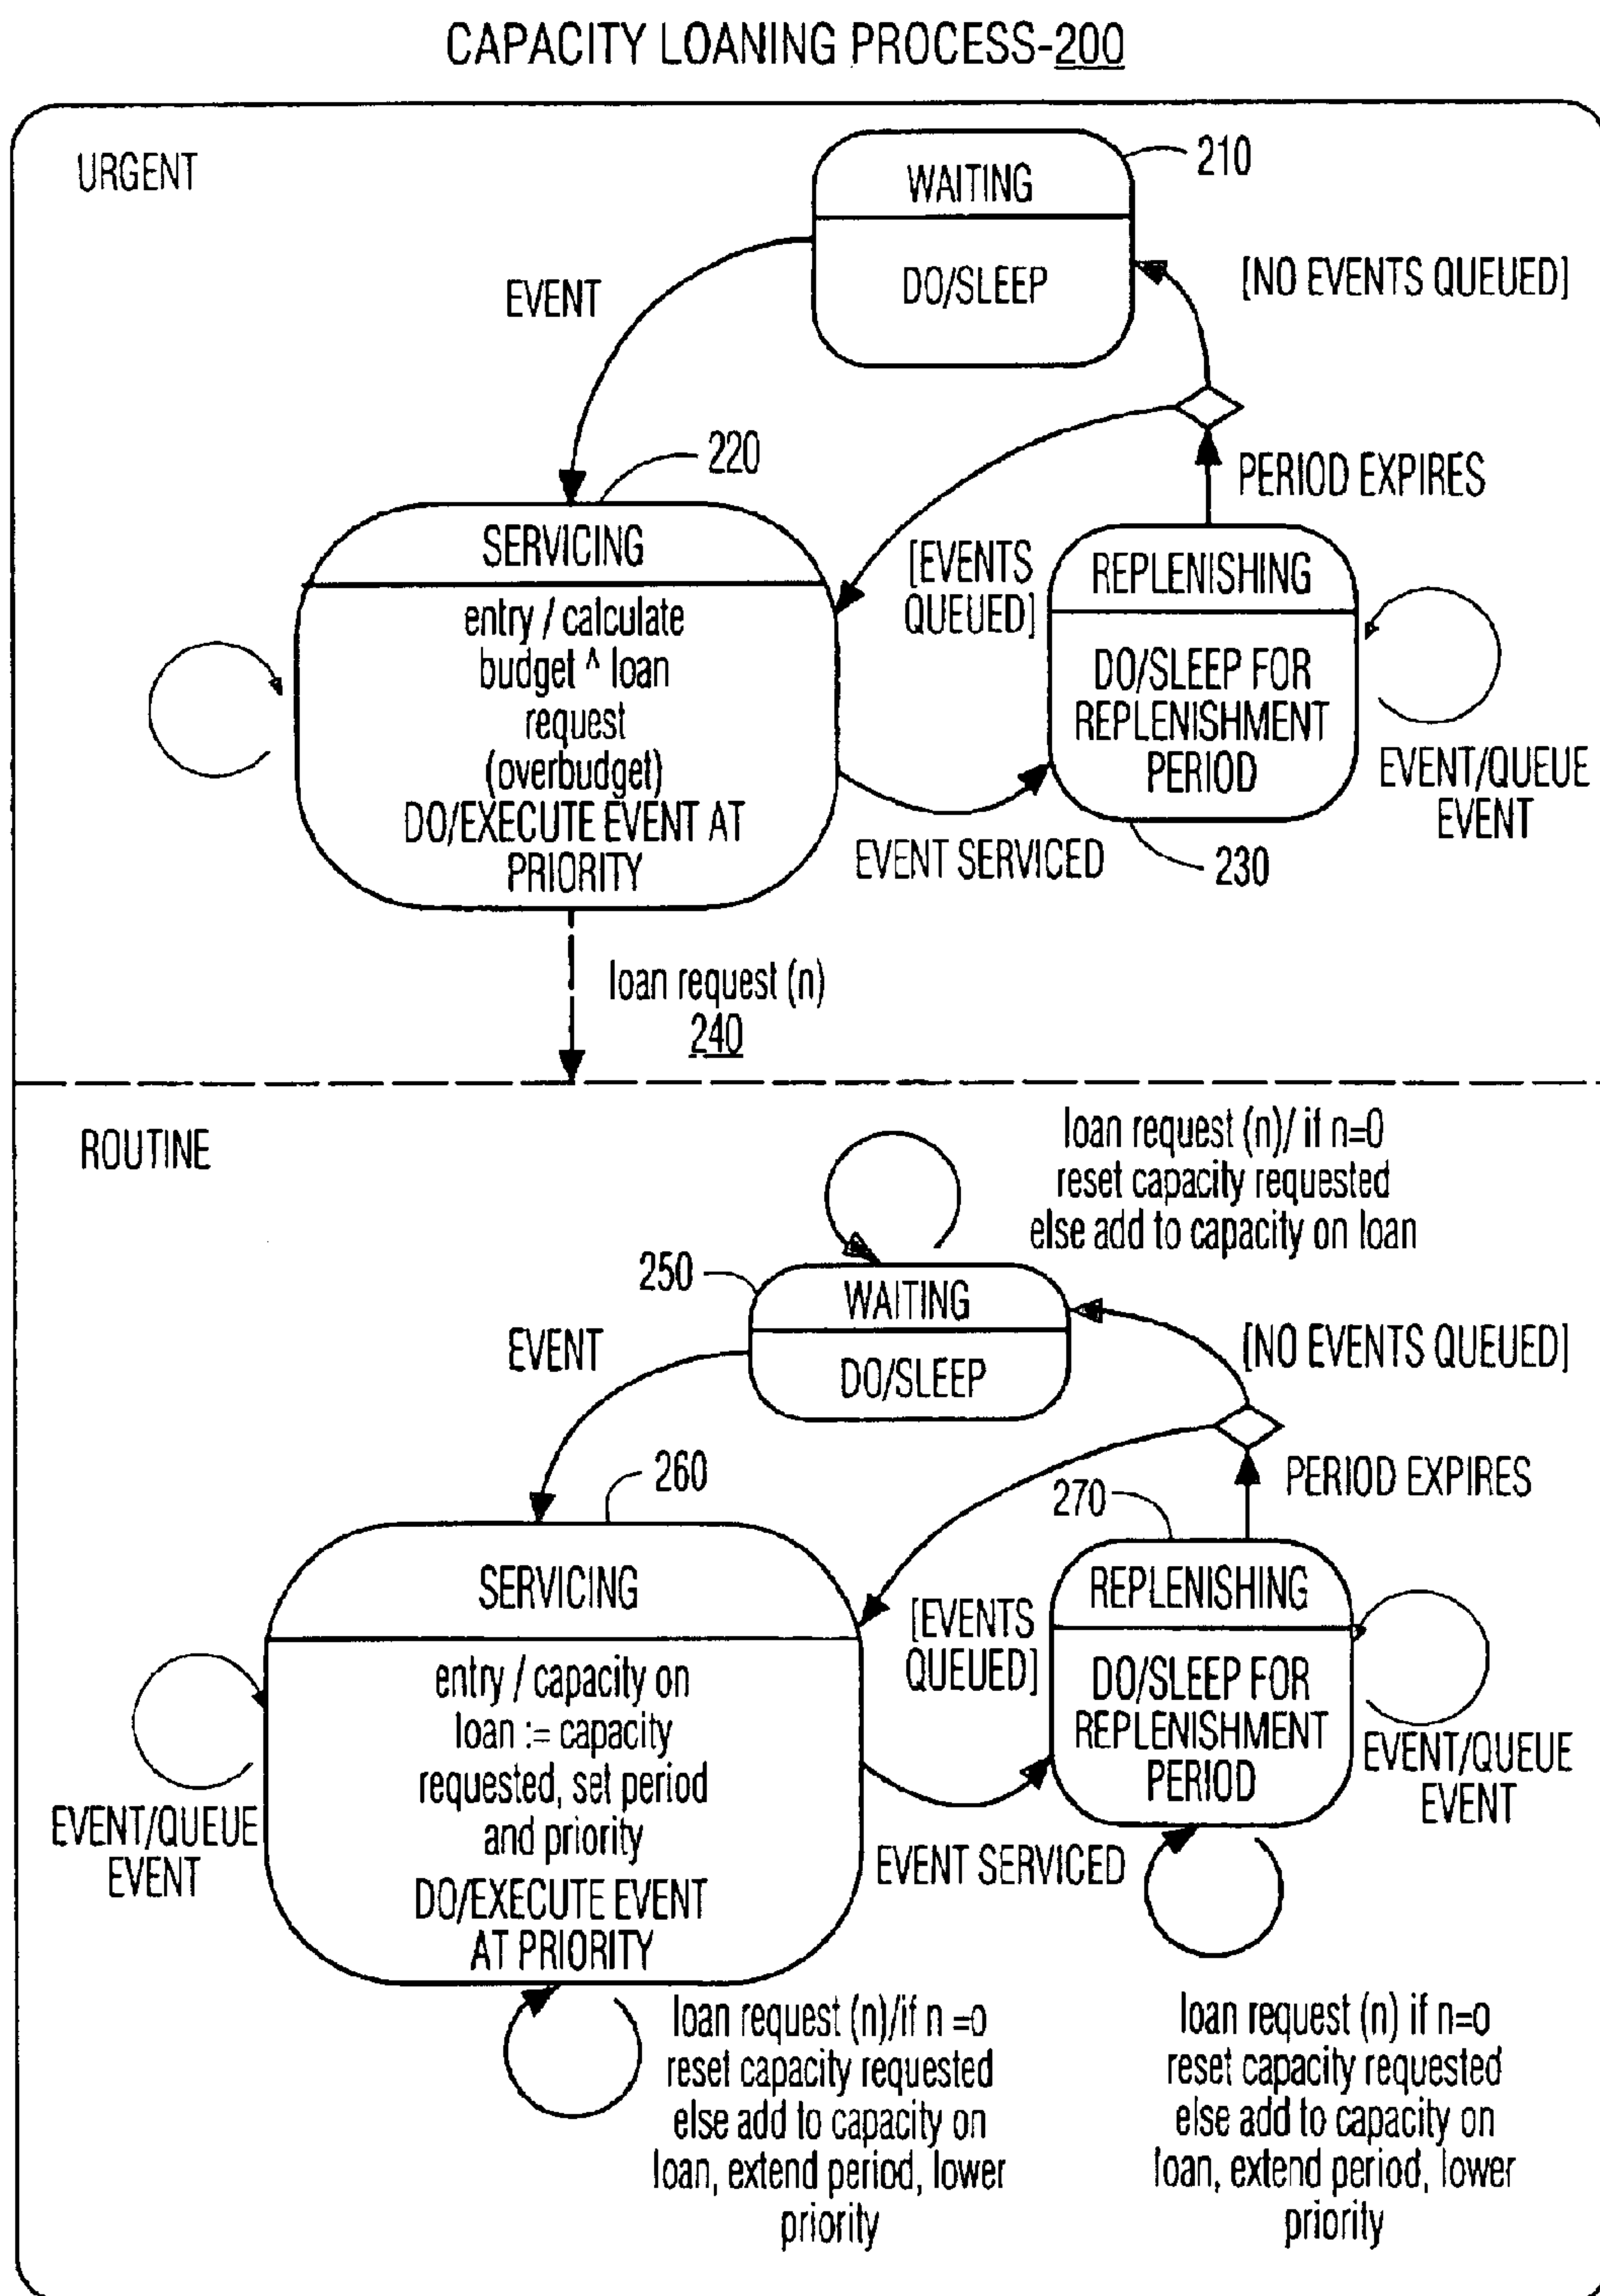 CAPACITY LOANING PROCESS-200
URGENT
210
WAITING
DO/SLEEP
[NO EVENTS QUEUED]
EVENT
220
PERIOD EXPIRES
SERVICING
entry / calculate
budget ^ loan
request
(overbudget)
DO/EXECUTE EVENT AT
PRIORITY
[EVENTS
QUEUED]
REPLENISHING
DO/SLEEP FOR
REPLENISHMENT
PERIOD
EVENT/QUEUE
EVENT
EVENT SERVICED
230
loan request (n)
240
ROUTINE
loan request (n)/ if n=0
reset capacity requested
else add to capacity on loan
250
WAITING
DO/SLEEP
EVENT
[NO EVENTS QUEUED]
260
270
PERIOD EXPIRES
SERVICING
entry / capacity on
loan := capacity
requested, set period
and priority
DO/EXECUTE EVENT
AT PRIORITY
EVENT/QUEUE
EVENT
[EVENTS
QUEUED]
REPLENISHING
DO/SLEEP FOR
REPLENISHMENT
PERIOD
EVENT/QUEUE
EVENT
EVENT SERVICED
loan request (n)/if n =o
reset capacity requested
else add to capacity on
loan, extend period, lower
priority
loan request (n) if n=o
reset capacity requested
else add to capacity on
loan, extend period, lower
priority